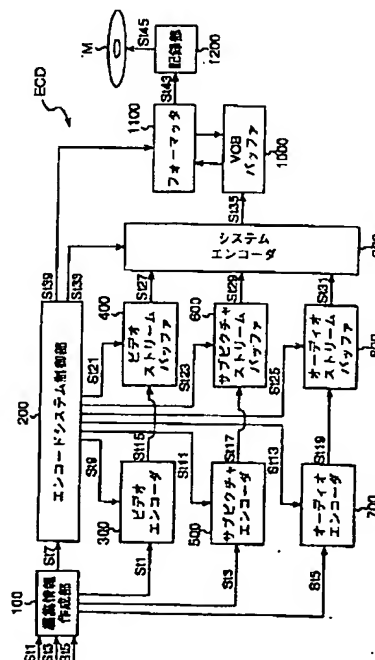 ECD
100
編集情報
作成部
St1
St3
St5
St7
200
エンコードシステム制御部
St39
St33
St9
St11
St13
St21
St23
St25
St1
St3
St5
300
ビデオ
エンコーダ
St15
400
ビデオ
ストリーム
バッファ
St27
500
サブピクチャ
エンコーダ
St17
600
サブピクチャ
ストリーム
バッファ
St29
700
オーディオ
エンコーダ
St19
オーディオ
ストリーム
バッファ
St31
システム
エンコーダ
St35
VOB
バッファ
1000
1100
フォーマッタ
St43
記録部
1200
St45
M